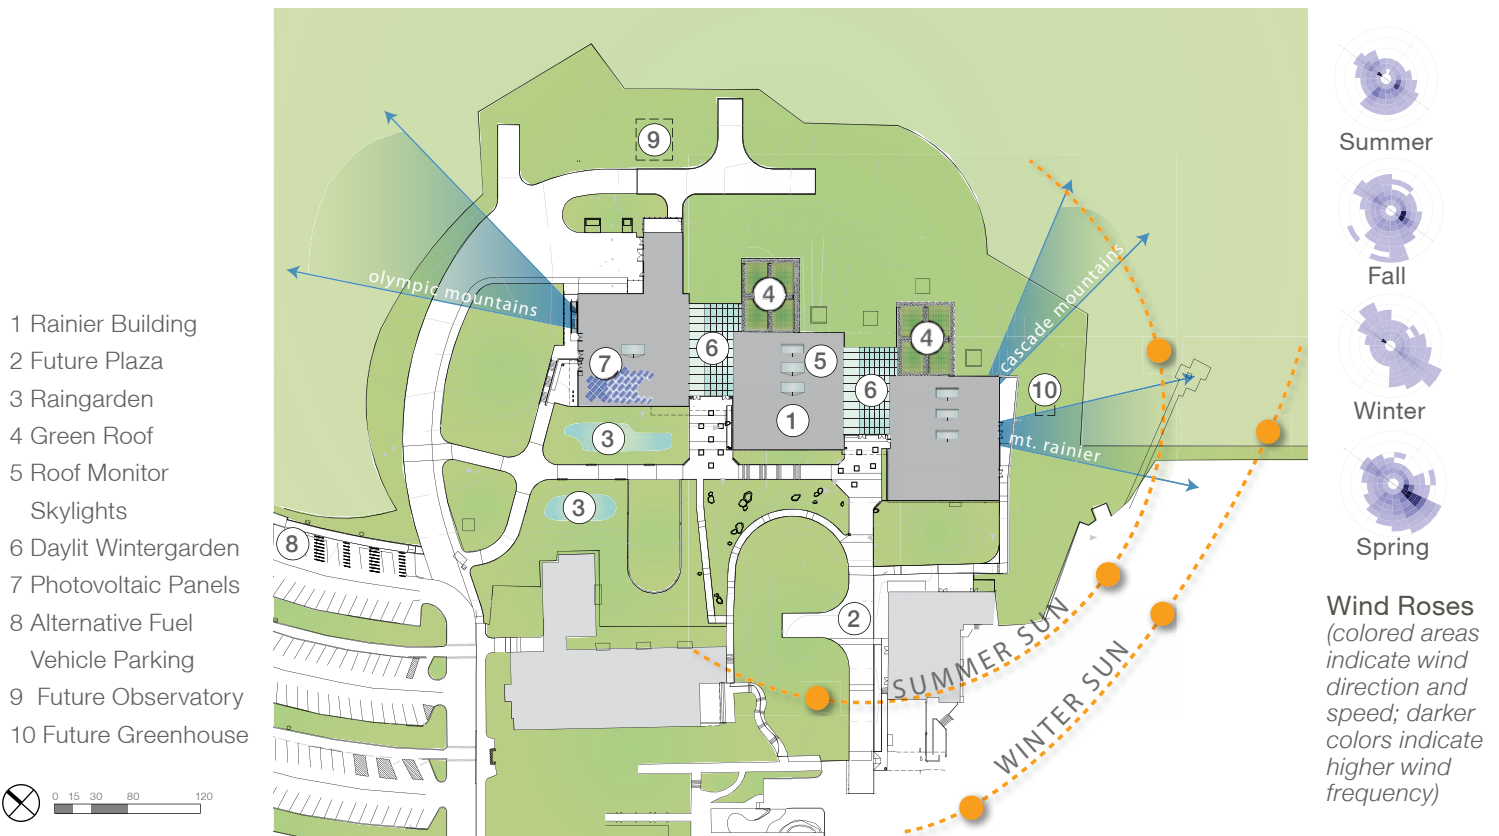 1 Rainier Building
2 Future Plaza
3 Raingarden
4 Green Roof
5 Roof Monitor
Skylights
6 Daylit Wintergarden
7 Photovoltaic Panels
8 Alternative Fuel
Vehicle Parking
9 Future Observatory
10 Future Greenhouse
0 15 30 80 120
9
olympic mountains
cascade mountains
mt. rainier
4
4
6
5
7
6
10
1
3
3
8
2
SUMMER SUN
WINTER SUN
Summer
Fall
Winter
Spring
Wind Roses
(colored areas
indicate wind
direction and
speed; darker
colors indicate
higher wind
frequency)